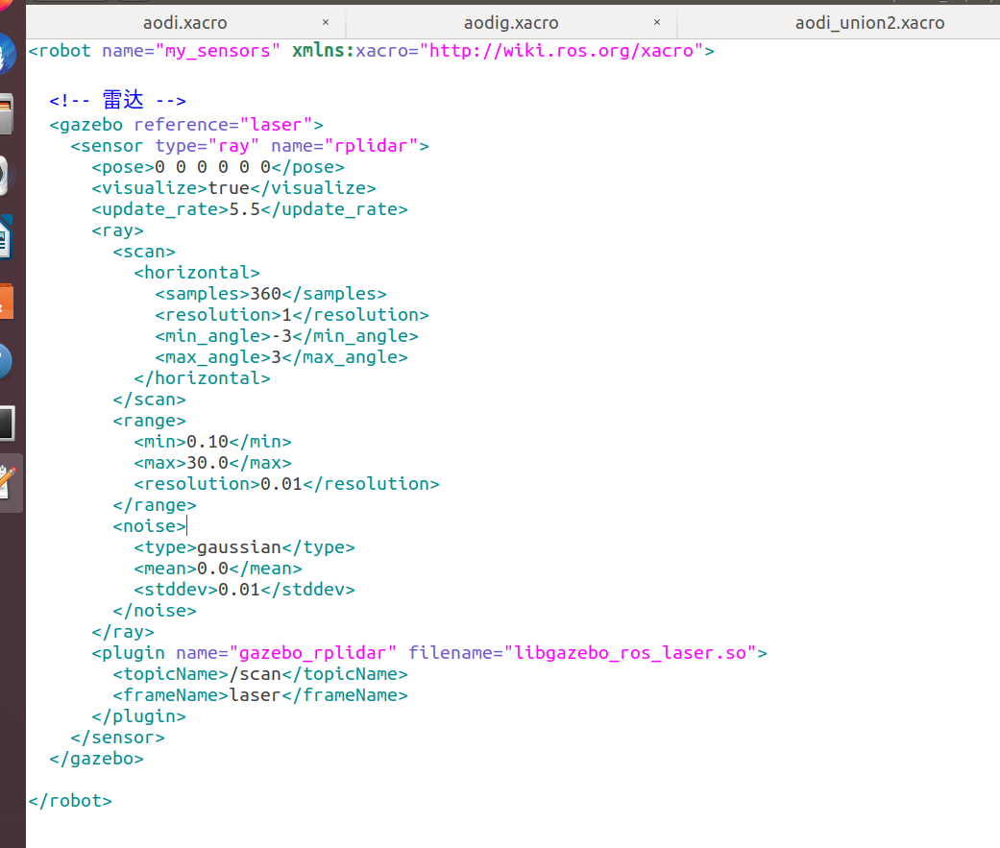 aodi.xacro × aodig.xacro × aodi_union2.xacro
<robot name="my_sensors" xmlns:xacro="http://wiki.ros.org/xacro">
<!-- 雷达 -->
<gazebo reference="laser">
<sensor type="ray" name="rplidar">
<pose>0 0 0 0 0 0</pose>
<visualize>true</visualize>
<update_rate>5.5</update_rate>
<ray>
<scan>
<horizontal>
<samples>360</samples>
<resolution>1</resolution>
<min_angle>-3</min_angle>
<max_angle>3</max_angle>
</horizontal>
</scan>
<range>
<min>0.10</min>
<max>30.0</max>
<resolution>0.01</resolution>
</range>
<noise>
<type>gaussian</type>
<mean>0.0</mean>
<stddev>0.01</stddev>
</noise>
</ray>
<plugin name="gazebo_rplidar" filename="libgazebo_ros_laser.so">
<topicName>/scan</topicName>
<frameName>laser</frameName>
</plugin>
</sensor>
</gazebo>
</robot>